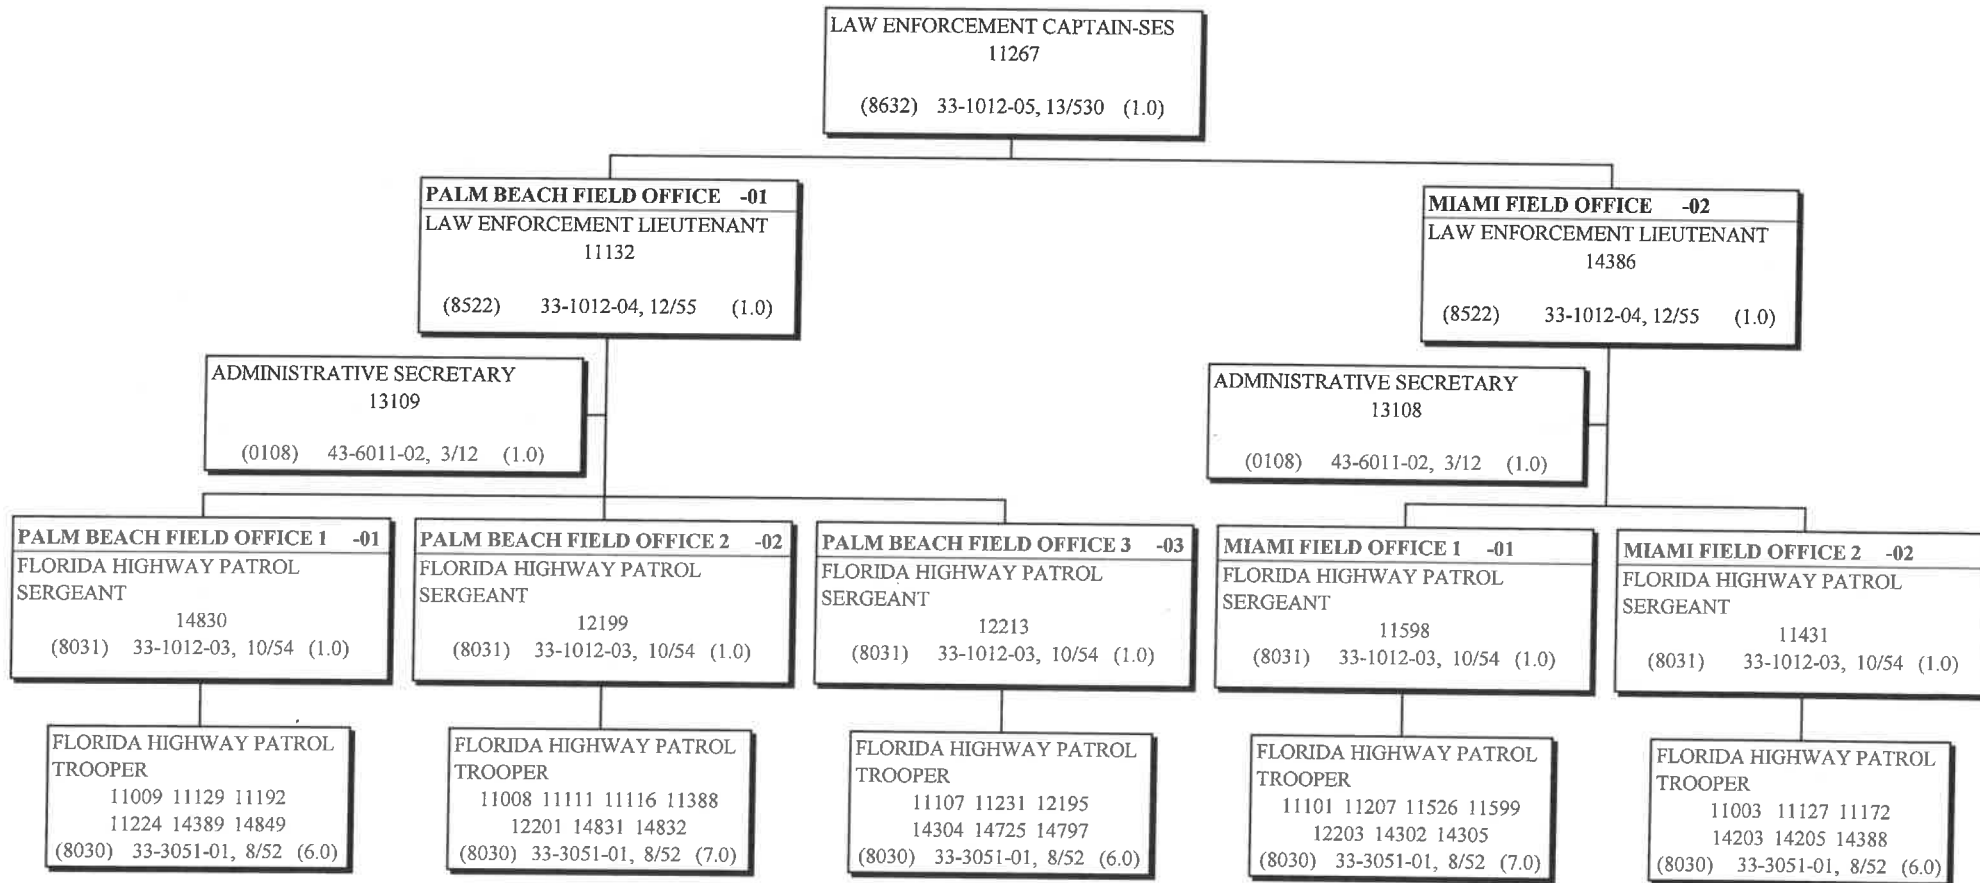 LAW ENFORCEMENT CAPTAIN-SES
11267
(8632) 33-1012-05, 13/530 (1.0)
PALM BEACH FIELD OFFICE -01
LAW ENFORCEMENT LIEUTENANT
11132
(8522) 33-1012-04, 12/55 (1.0)
MIAMI FIELD OFFICE -02
LAW ENFORCEMENT LIEUTENANT
14386
(8522) 33-1012-04, 12/55 (1.0)
ADMINISTRATIVE SECRETARY
13109
(0108) 43-6011-02, 3/12 (1.0)
ADMINISTRATIVE SECRETARY
13108
(0108) 43-6011-02, 3/12 (1.0)
PALM BEACH FIELD OFFICE 1 -01
FLORIDA HIGHWAY PATROL
SERGEANT
14830
(8031) 33-1012-03, 10/54 (1.0)
PALM BEACH FIELD OFFICE 2 -02
FLORIDA HIGHWAY PATROL
SERGEANT
12199
(8031) 33-1012-03, 10/54 (1.0)
PALM BEACH FIELD OFFICE 3 -03
FLORIDA HIGHWAY PATROL
SERGEANT
12213
(8031) 33-1012-03, 10/54 (1.0)
MIAMI FIELD OFFICE 1 -01
FLORIDA HIGHWAY PATROL
SERGEANT
11598
(8031) 33-1012-03, 10/54 (1.0)
MIAMI FIELD OFFICE 2 -02
FLORIDA HIGHWAY PATROL
SERGEANT
11431
(8031) 33-1012-03, 10/54 (1.0)
FLORIDA HIGHWAY PATROL
TROOPER
11009 11129 11192
11224 14389 14849
(8030) 33-3051-01, 8/52 (6.0)
FLORIDA HIGHWAY PATROL
TROOPER
11008 11111 11116 11388
12201 14831 14832
(8030) 33-3051-01, 8/52 (7.0)
FLORIDA HIGHWAY PATROL
TROOPER
11107 11231 12195
14304 14725 14797
(8030) 33-3051-01, 8/52 (6.0)
FLORIDA HIGHWAY PATROL
TROOPER
11101 11207 11526 11599
12203 14302 14305
(8030) 33-3051-01, 8/52 (7.0)
FLORIDA HIGHWAY PATROL
TROOPER
11003 11127 11172
14203 14205 14388
(8030) 33-3051-01, 8/52 (6.0)